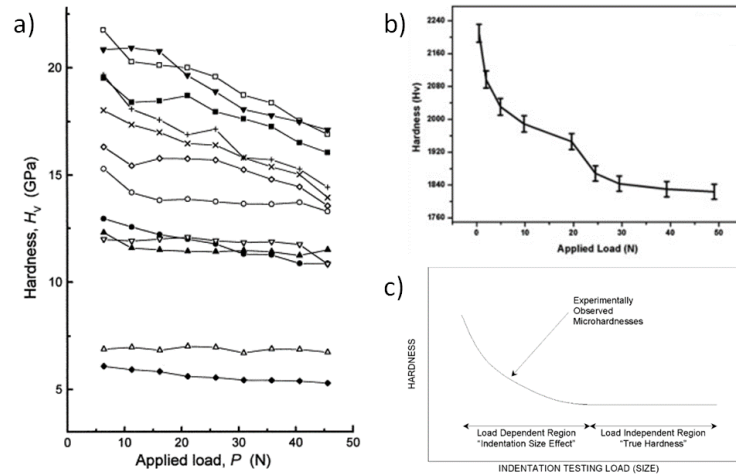 a)
Hardness, HV (GPa)
20
15
10
5
0 10 20 30 40 50
Applied load, P (N)
b)
Hardness (Hv)
2240
2160
2080
2000
1920
1840
1760
0 10 20 30 40 50
Applied Load (N)
c)
HARDNESS
Experimentally
Observed
Microhardnesses
Load Dependent Region
"Indentation Size Effect"
Load Independent Region
"True Hardness"
INDENTATION TESTING LOAD (SIZE)